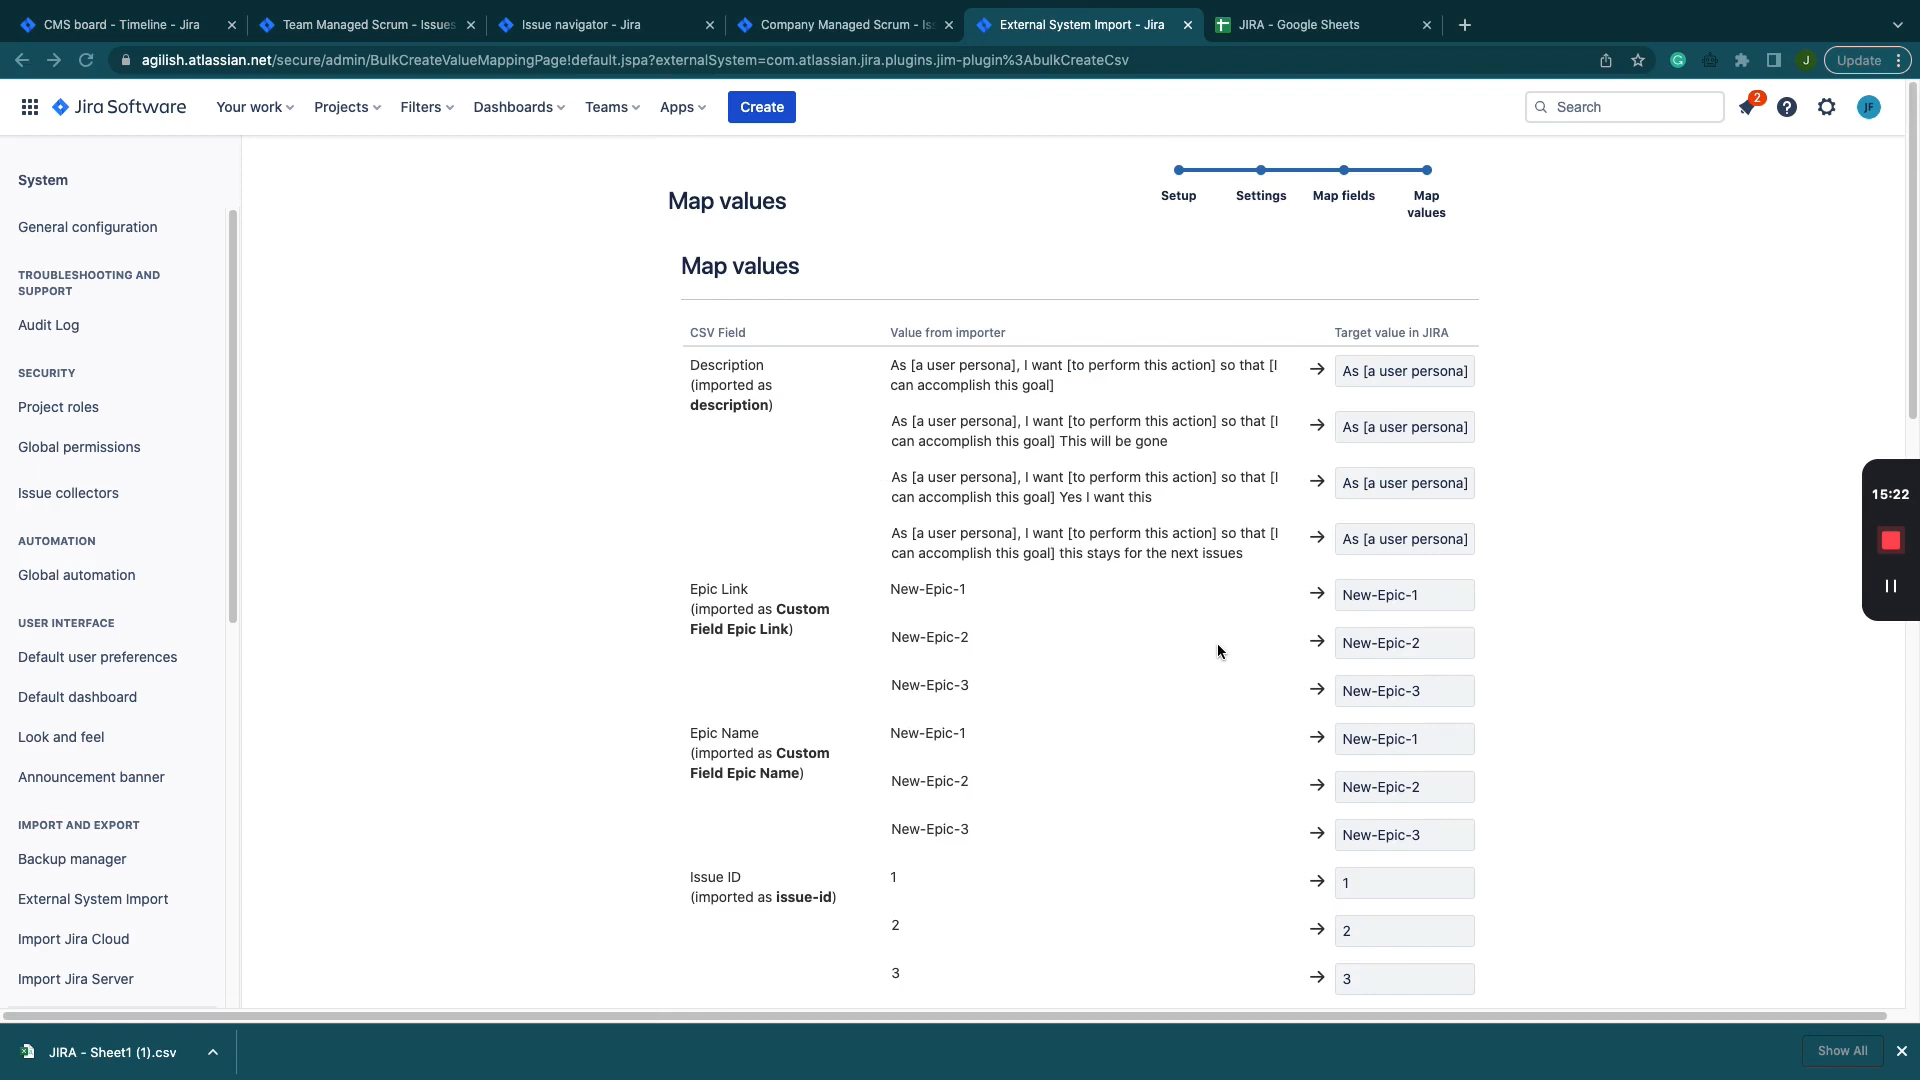 CMS board - Timeline - Jira
Team Managed Scrum - Issues
Issue navigator - Jira
Company Managed Scrum - Iss
External System Import - Jira
JIRA - Google Sheets
agilish.atlassian.net/secure/admin/BulkCreateValueMappingPage!default.jspa?externalSystem=com.atlassian.jira.plugins.jim-plugin%3AbulkCreateCsv
J
Update
Jira Software
Your work
Projects
Filters
Dashboards
Teams
Apps
Create
Search
2
JF
System
General configuration
TROUBLESHOOTING AND
SUPPORT
Audit Log
SECURITY
Project roles
Global permissions
Issue collectors
AUTOMATION
Global automation
USER INTERFACE
Default user preferences
Default dashboard
Look and feel
Announcement banner
IMPORT AND EXPORT
Backup manager
External System Import
Import Jira Cloud
Import Jira Server
Map values
Setup
Settings
Map fields
Map
values
Map values
CSV Field
Value from importer
Target value in JIRA
Description
(imported as
description)
As [a user persona], I want [to perform this action] so that [I
can accomplish this goal]
As [a user persona]
As [a user persona], I want [to perform this action] so that [I
can accomplish this goal] This will be gone
As [a user persona]
As [a user persona], I want [to perform this action] so that [I
can accomplish this goal] Yes I want this
As [a user persona]
As [a user persona], I want [to perform this action] so that [I
can accomplish this goal] this stays for the next issues
As [a user persona]
Epic Link
(imported as Custom
Field Epic Link)
New-Epic-1
New-Epic-1
New-Epic-2
New-Epic-2
New-Epic-3
New-Epic-3
Epic Name
(imported as Custom
Field Epic Name)
New-Epic-1
New-Epic-1
New-Epic-2
New-Epic-2
New-Epic-3
New-Epic-3
Issue ID
(imported as issue-id)
1
1
2
2
3
3
15:22
JIRA - Sheet1 (1).csv
Show All